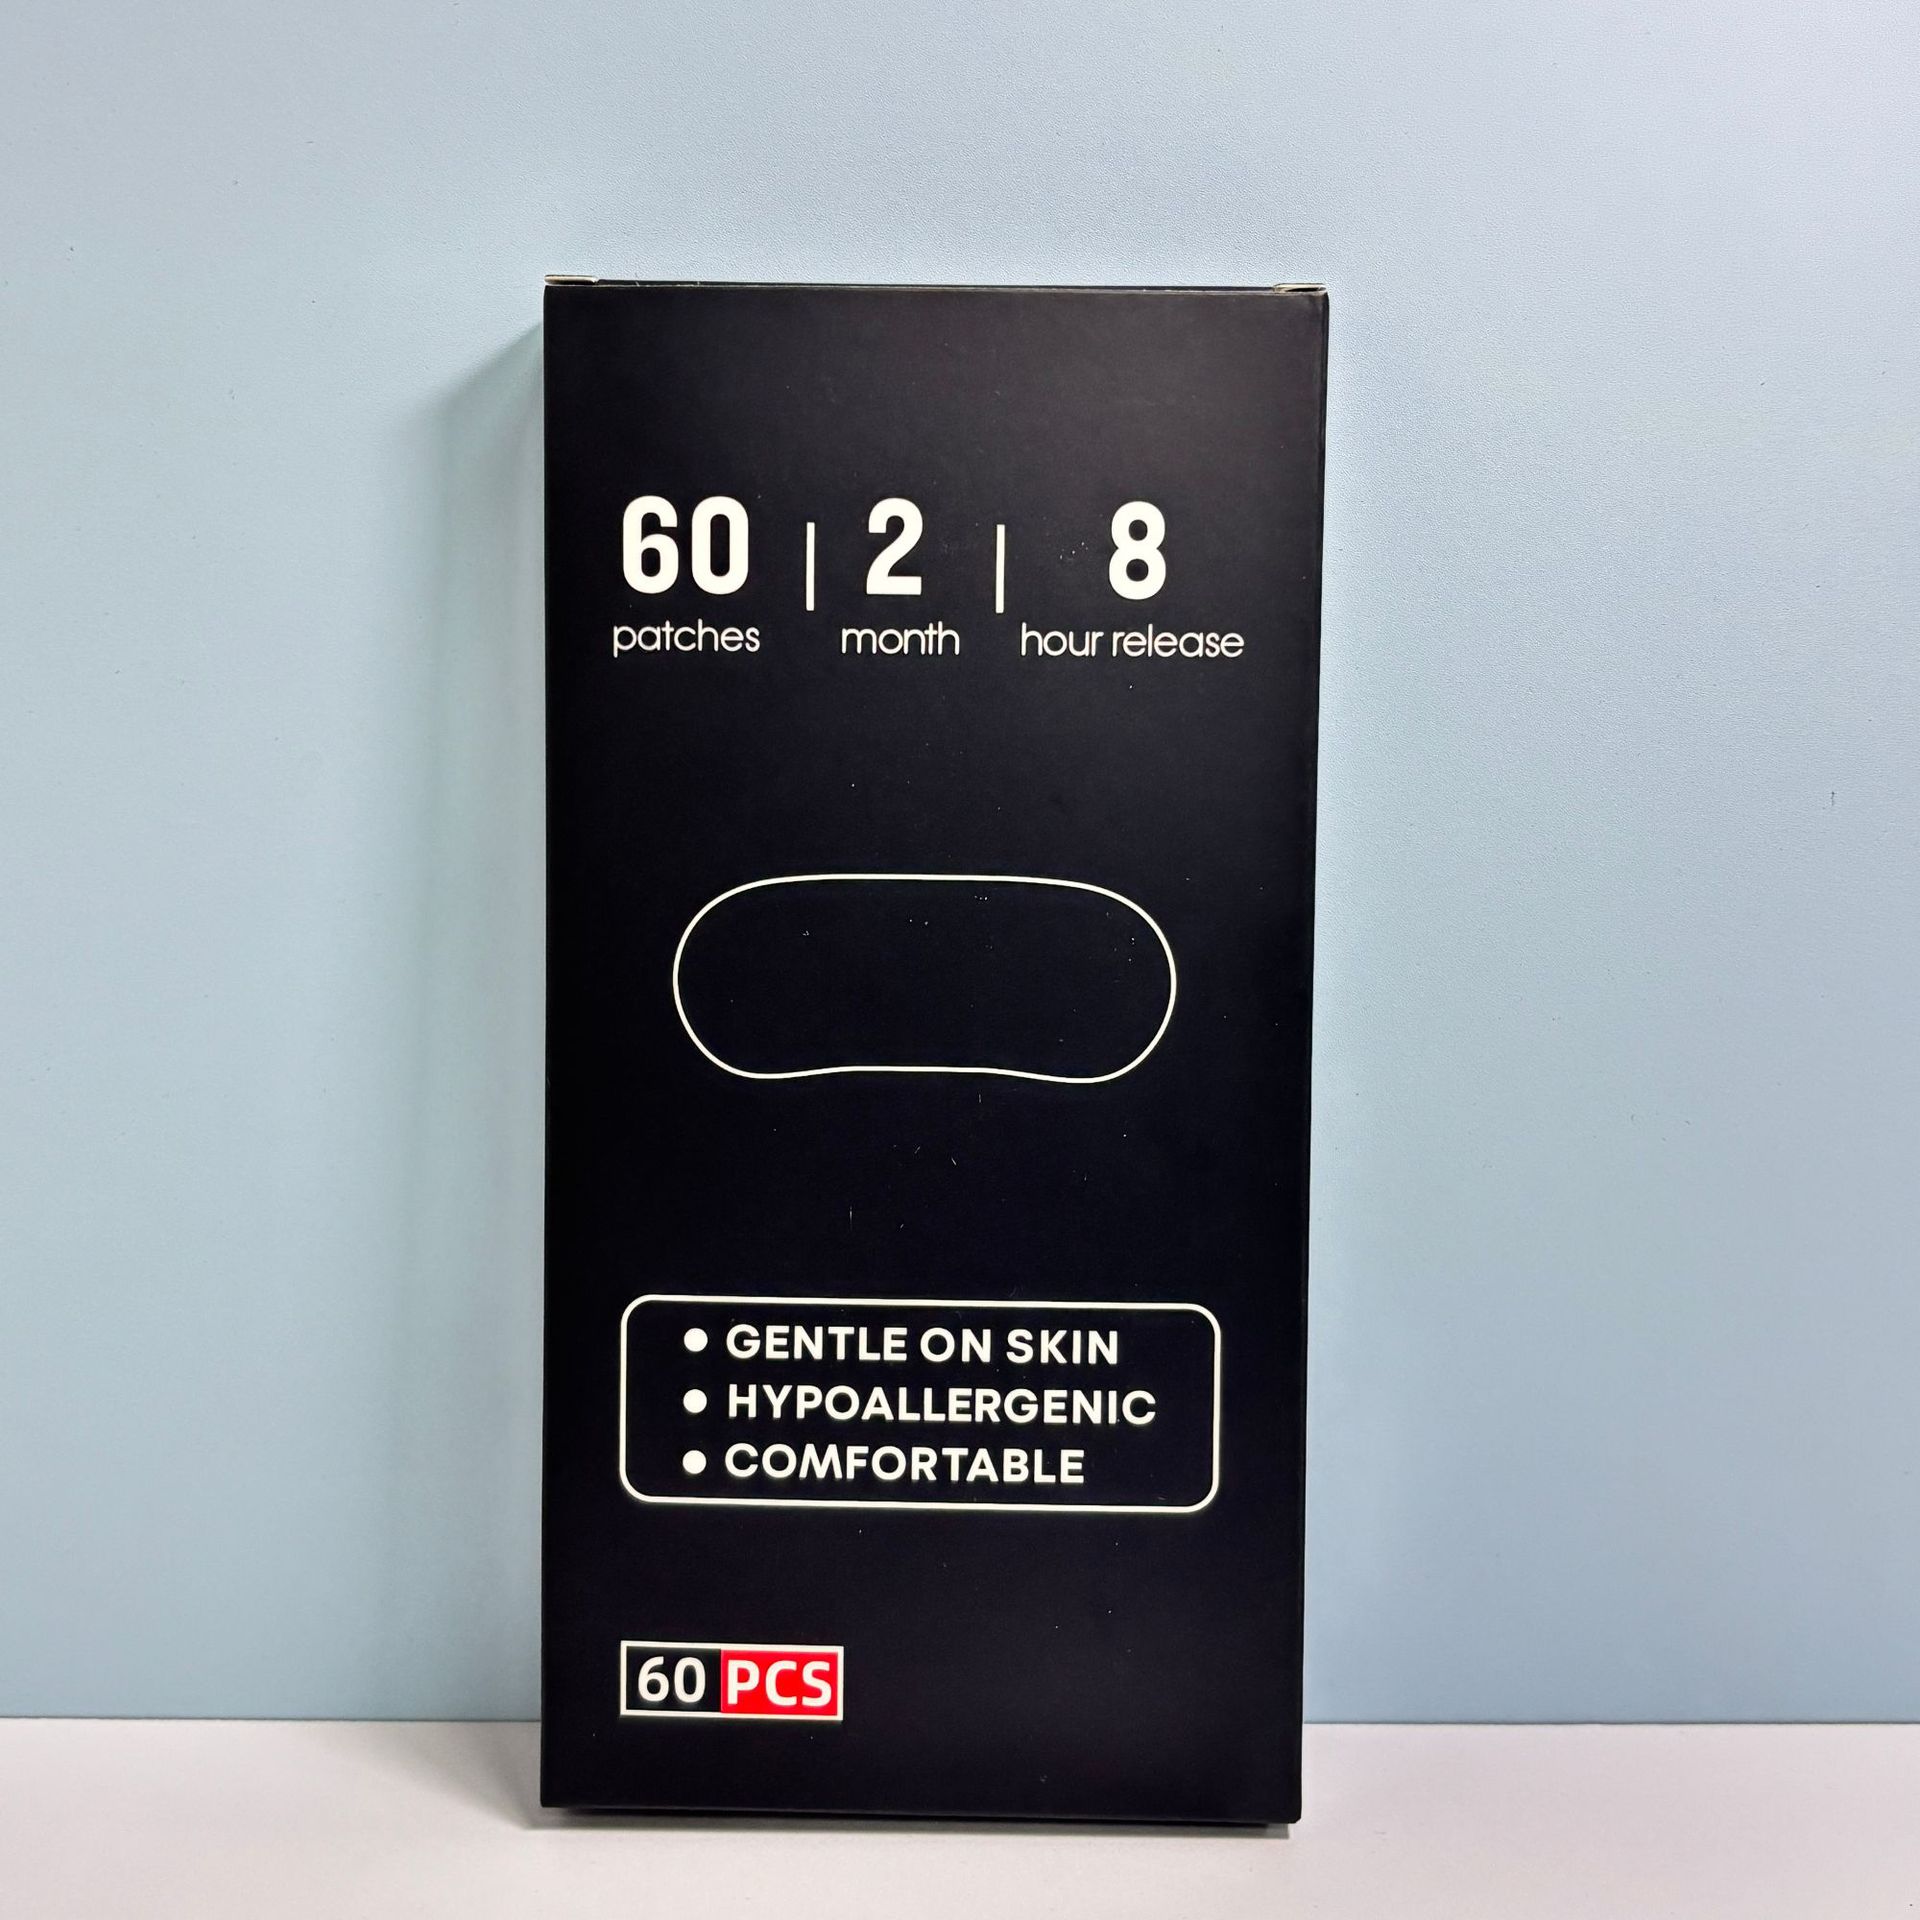 60 | 2 | 8
patches month hour release
• GENTLE ON SKIN
• HYPOALLERGENIC
• COMFORTABLE
60 PCS